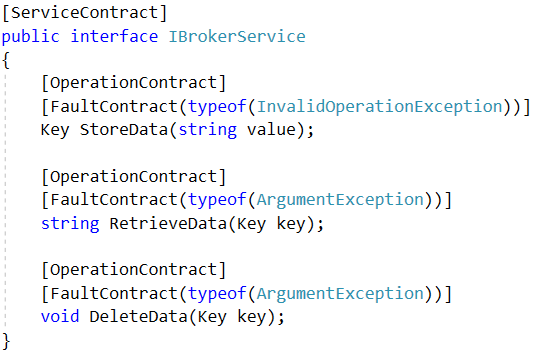 [ServiceContract]
public interface IBrokerService
{
    [OperationContract]
    [FaultContract(typeof(InvalidOperationException))]
    Key StoreData(string value);

    [OperationContract]
    [FaultContract(typeof(ArgumentException))]
    string RetrieveData(Key key);

    [OperationContract]
    [FaultContract(typeof(ArgumentException))]
    void DeleteData(Key key);
}